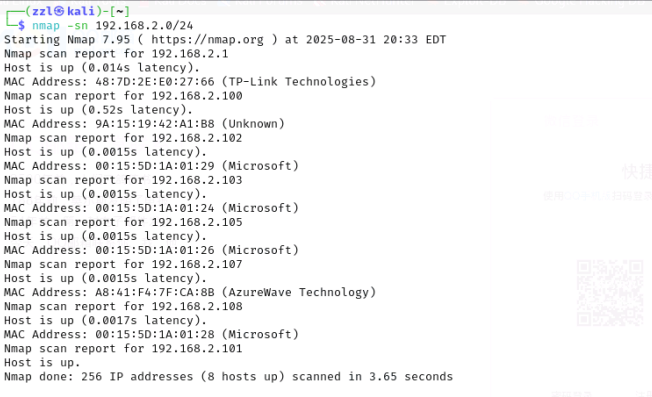 ┌──(zzl㉿kali)-[~]
└─$ nmap -sn 192.168.2.0/24
Starting Nmap 7.95 ( https://nmap.org ) at 2025-08-31 20:33 EDT
Nmap scan report for 192.168.2.1
Host is up (0.014s latency).
MAC Address: 48:7D:2E:E0:27:66 (TP-Link Technologies)
Nmap scan report for 192.168.2.100
Host is up (0.52s latency).
MAC Address: 9A:15:19:42:A1:B8 (Unknown)
Nmap scan report for 192.168.2.102
Host is up (0.0015s latency).
MAC Address: 00:15:5D:1A:01:29 (Microsoft)
Nmap scan report for 192.168.2.103
Host is up (0.0015s latency).
MAC Address: 00:15:5D:1A:01:24 (Microsoft)
Nmap scan report for 192.168.2.105
Host is up (0.0015s latency).
MAC Address: 00:15:5D:1A:01:26 (Microsoft)
Nmap scan report for 192.168.2.107
Host is up (0.0015s latency).
MAC Address: A8:41:F4:7F:CA:8B (AzureWave Technology)
Nmap scan report for 192.168.2.108
Host is up (0.0017s latency).
MAC Address: 00:15:5D:1A:01:28 (Microsoft)
Nmap scan report for 192.168.2.101
Host is up.
Nmap done: 256 IP addresses (8 hosts up) scanned in 3.65 seconds